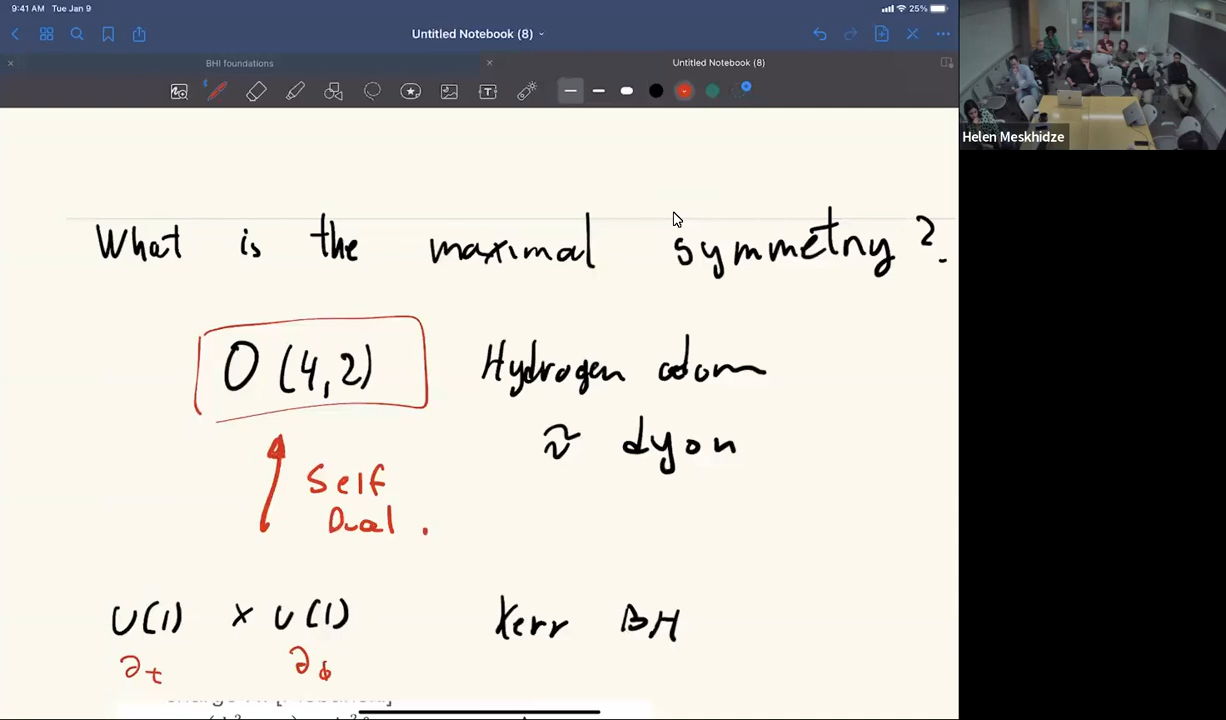 9:41 AM Tue Jan 9
25%
Untitled Notebook (8)
BHI foundations
Untitled Notebook (8)
Helen Meskhidze
What is the maximal symmetry?
O(4,2) Hydrogen atom
≈ dyon
Self
Dual.
U(1) × U(1) Kerr BH
∂t ∂ϕ